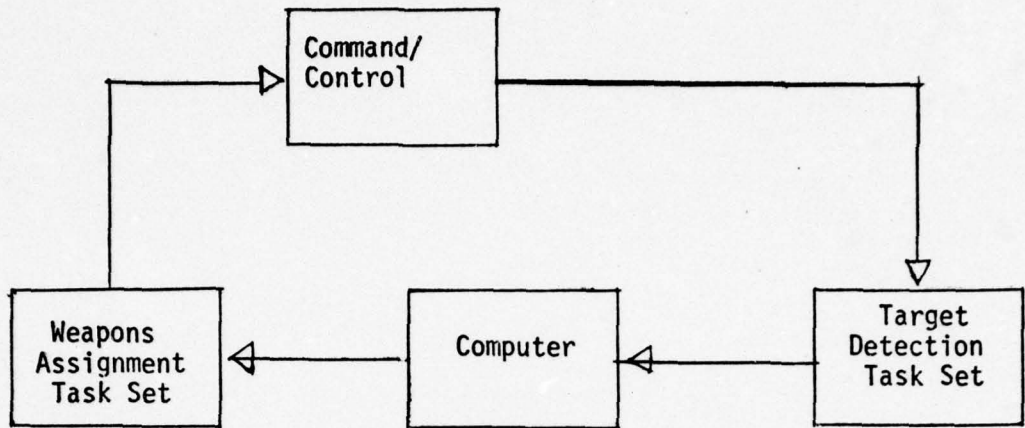 Command/
Control
Weapons
Assignment
Task Set
Computer
Target
Detection
Task Set